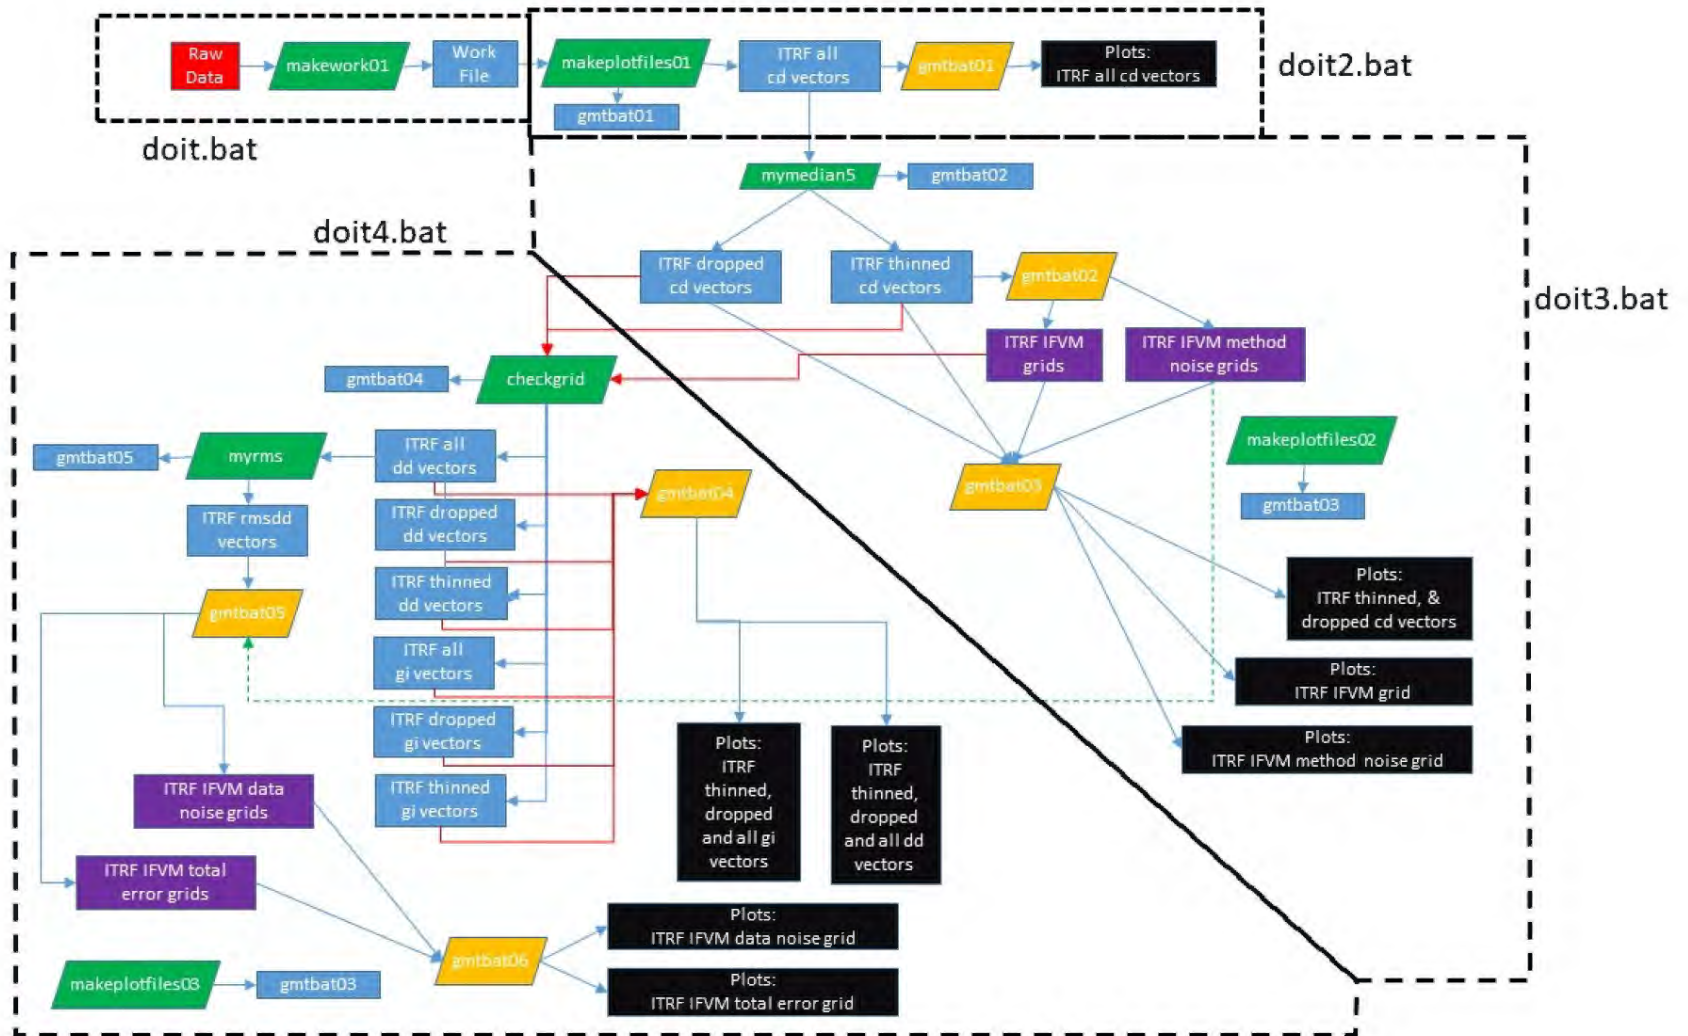 Raw
Data
makework01
Work
File
makeplotfiles01
gmtbat01
ITRF all
cd vectors
gmtbat01
Plots:
ITRF all cd vectors
doit2.bat
doit.bat
mymedian5
gmtbat02
doit4.bat
ITRF dropped
cd vectors
ITRF thinned
cd vectors
gmtbat02
doit3.bat
ITRF IFVM
grids
ITRF IFVM method
noise grids
gmtbat04
checkgrid
makeplotfiles02
gmtbat03
gmtbat03
gmtbat05
myrms
ITRF all
dd vectors
gmtbat04
ITRF rmsdd
vectors
ITRF dropped
dd vectors
ITRF thinned
dd vectors
gmtbat05
ITRF all
gi vectors
ITRF dropped
gi vectors
ITRF thinned
gi vectors
Plots:
ITRF thinned, &
dropped cd vectors
Plots:
ITRF IFVM grid
Plots:
ITRF IFVM method noise grid
Plots:
ITRF
thinned,
dropped
and all gi
vectors
Plots:
ITRF
thinned,
dropped
and all dd
vectors
ITRF IFVM data
noise grids
ITRF IFVM total
error grids
gmtbat06
Plots:
ITRF IFVM data noise grid
Plots:
ITRF IFVM total error grid
makeplotfiles03
gmtbat03